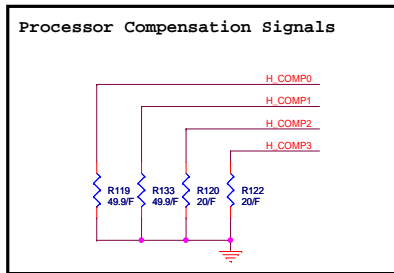 Processor Compensation Signals
H_COMP0
H_COMP1
H_COMP2
H_COMP3
R119 R133 R120 R122
49.9/F 49.9/F 20/F 20/F